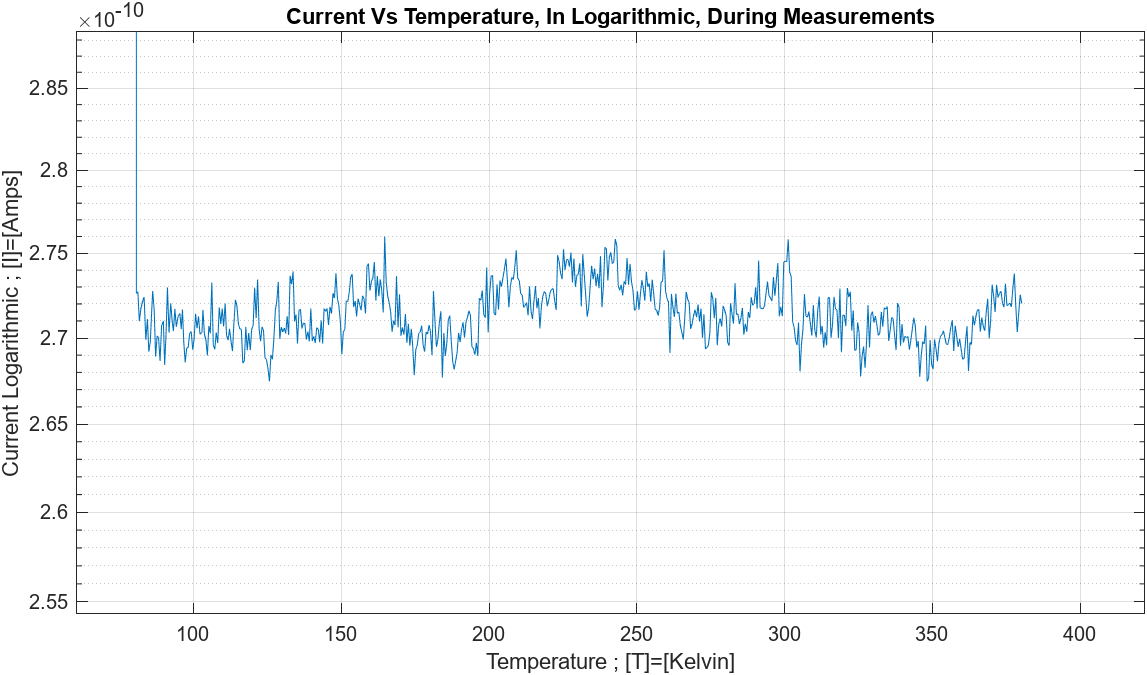 ×10-10
Current Vs Temperature, In Logarithmic, During Measurements
2.85
2.8
2.75
2.7
2.65
2.6
2.55
Current Logarithmic ; [I]=[Amps]
100 150 200 250 300 350 400
Temperature ; [T]=[Kelvin]